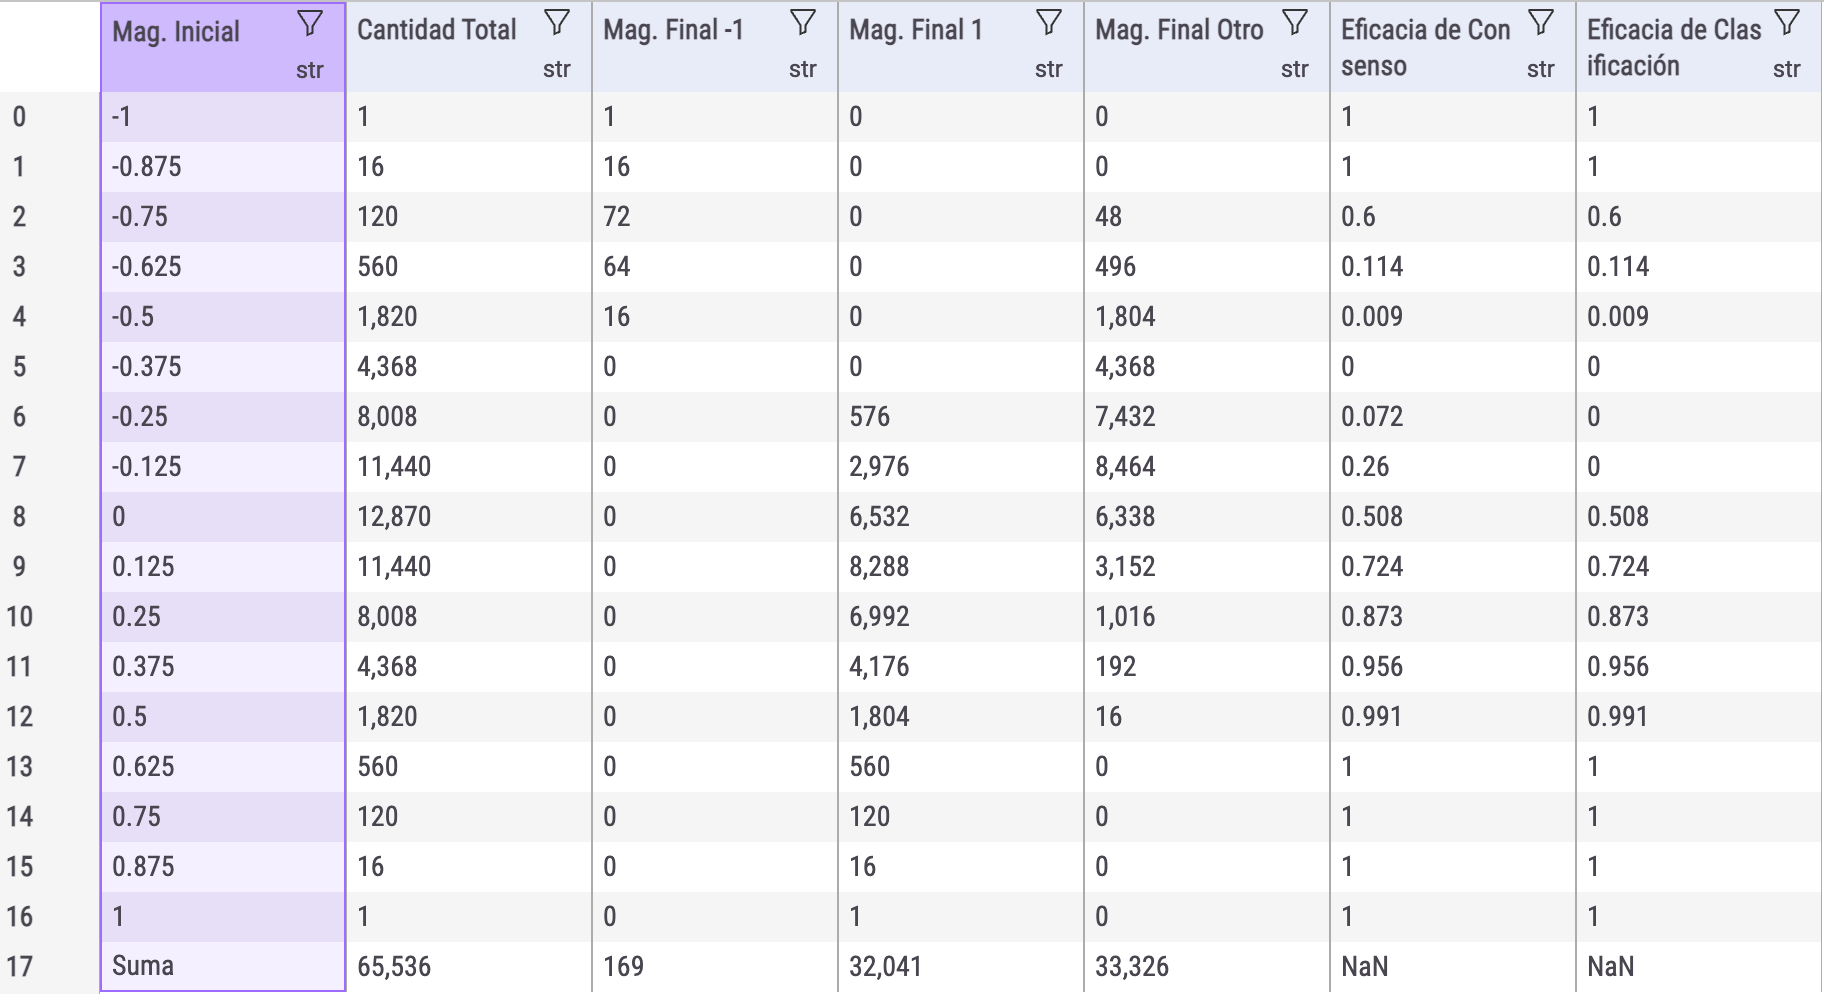 Mag. Inicial str Cantidad Total str Mag. Final -1 str Mag. Final 1 str Mag. Final Otro str Eficacia de Con senso str Eficacia de Clas ificación str
0 -1 1 1 0 0 1 1
1 -0.875 16 16 0 0 1 1
2 -0.75 120 72 0 48 0.6 0.6
3 -0.625 560 64 0 496 0.114 0.114
4 -0.5 1,820 16 0 1,804 0.009 0.009
5 -0.375 4,368 0 0 4,368 0 0
6 -0.25 8,008 0 576 7,432 0.072 0
7 -0.125 11,440 0 2,976 8,464 0.26 0
8 0 12,870 0 6,532 6,338 0.508 0.508
9 0.125 11,440 0 8,288 3,152 0.724 0.724
10 0.25 8,008 0 6,992 1,016 0.873 0.873
11 0.375 4,368 0 4,176 192 0.956 0.956
12 0.5 1,820 0 1,804 16 0.991 0.991
13 0.625 560 0 560 0 1 1
14 0.75 120 0 120 0 1 1
15 0.875 16 0 16 0 1 1
16 1 1 0 1 0 1 1
17 Suma 65,536 169 32,041 33,326 NaN NaN